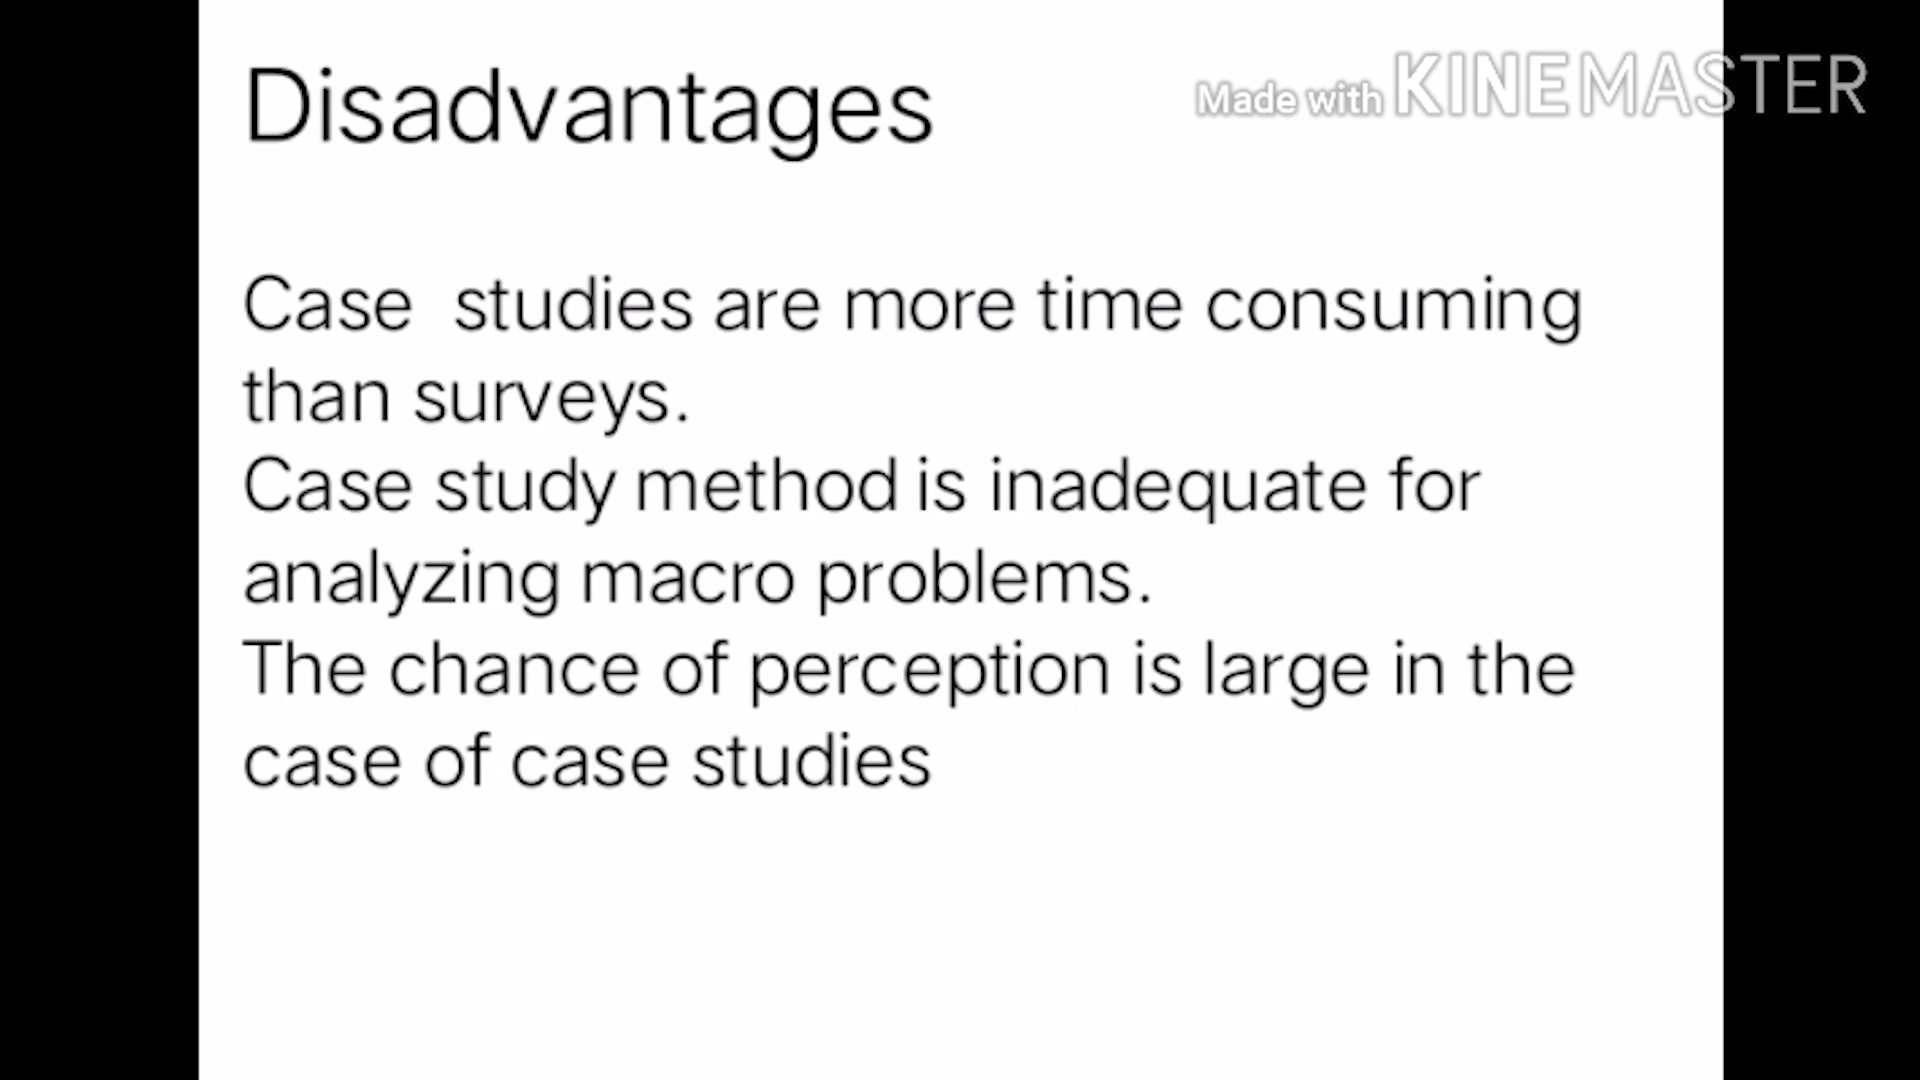 Disadvantages
Made with KINEMASTER
Case studies are more time consuming
than surveys.
Case study method is inadequate for
analyzing macro problems.
The chance of perception is large in the
case of case studies